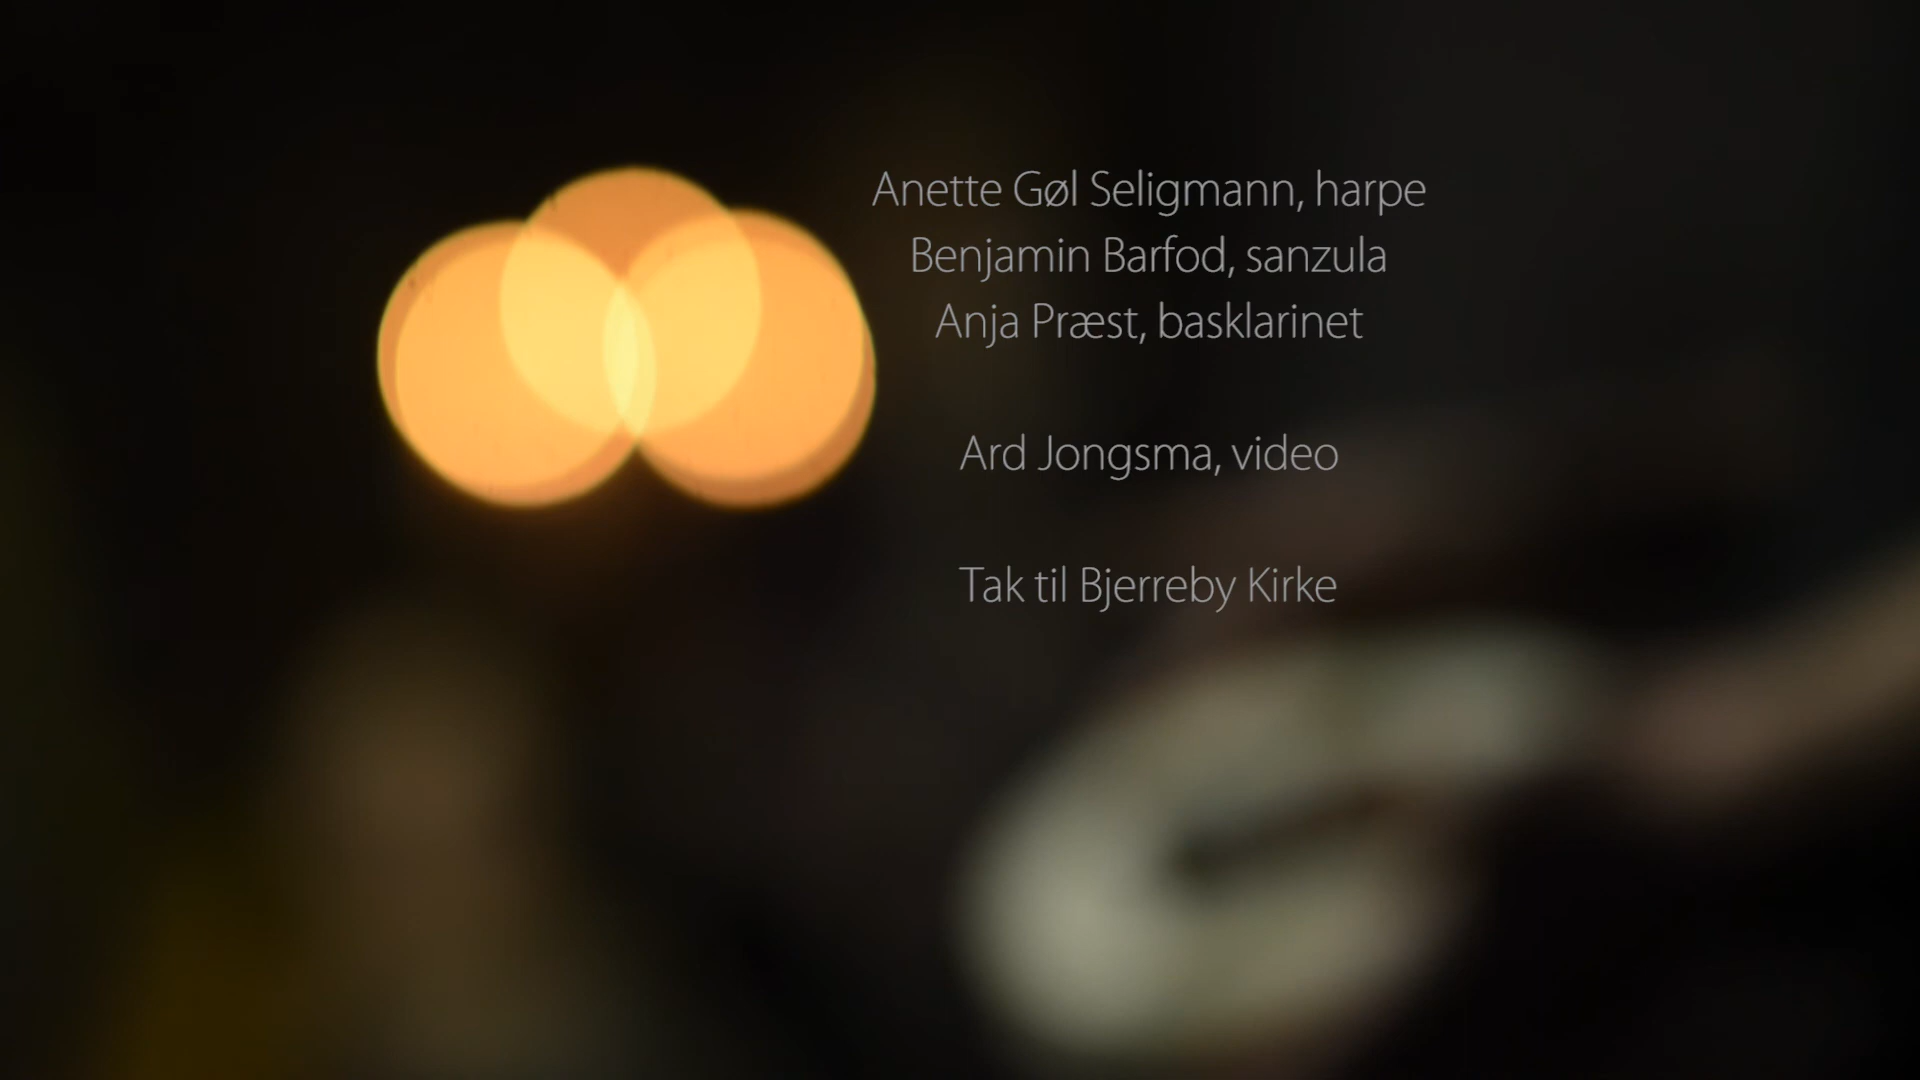 Anette Gøl Seligmann, harpe
Benjamin Barfod, sanzula
Anja Præst, basklarinet
Ard Jongsma, video
Tak til Bjerreby Kirke